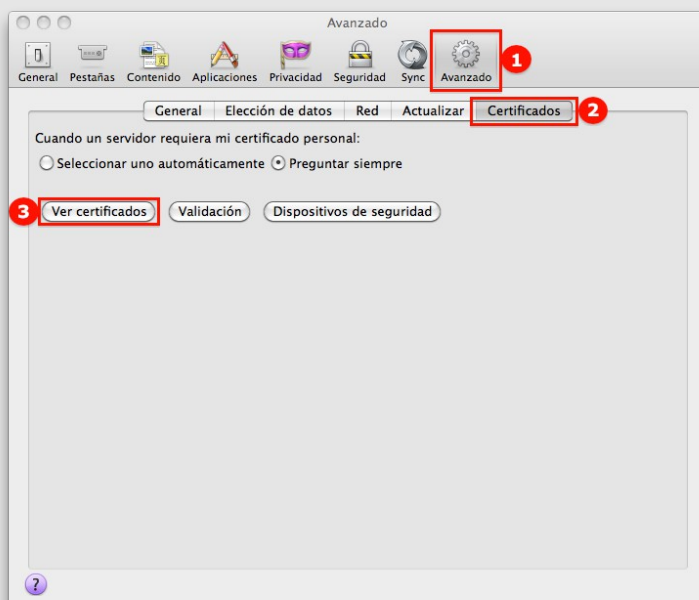 Avanzado
General Pestañas Contenido Aplicaciones Privacidad Seguridad Sync Avanzado
1
General Elección de datos Red Actualizar Certificados
2
Cuando un servidor requiera mi certificado personal:
Seleccionar uno automáticamente Preguntar siempre
3 Ver certificados Validación Dispositivos de seguridad
?